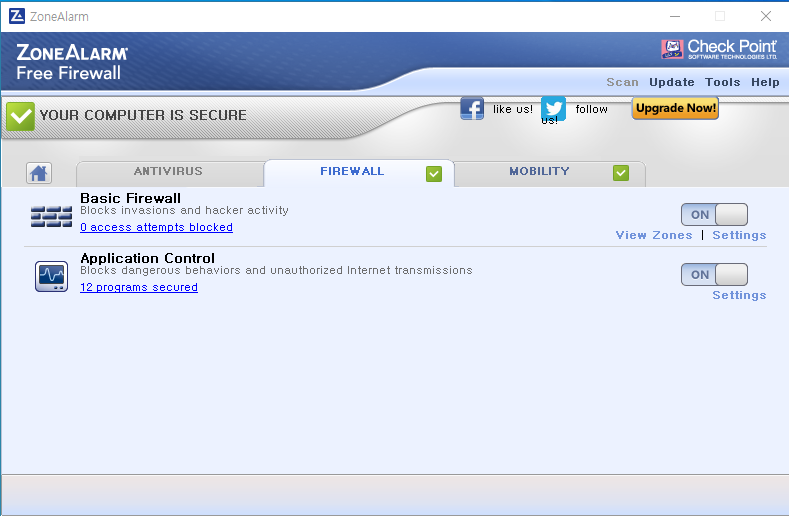 ZoneAlarm
ZONEALARM
Free Firewall
Check Point
SOFTWARE TECHNOLOGIES LTD.
Scan Update Tools Help
YOUR COMPUTER IS SECURE
like us! follow us!
Upgrade Now!
ANTIVIRUS FIREWALL MOBILITY
Basic Firewall
Blocks invasions and hacker activity
0 access attempts blocked
ON
View Zones | Settings
Application Control
Blocks dangerous behaviors and unauthorized Internet transmissions
12 programs secured
ON
Settings